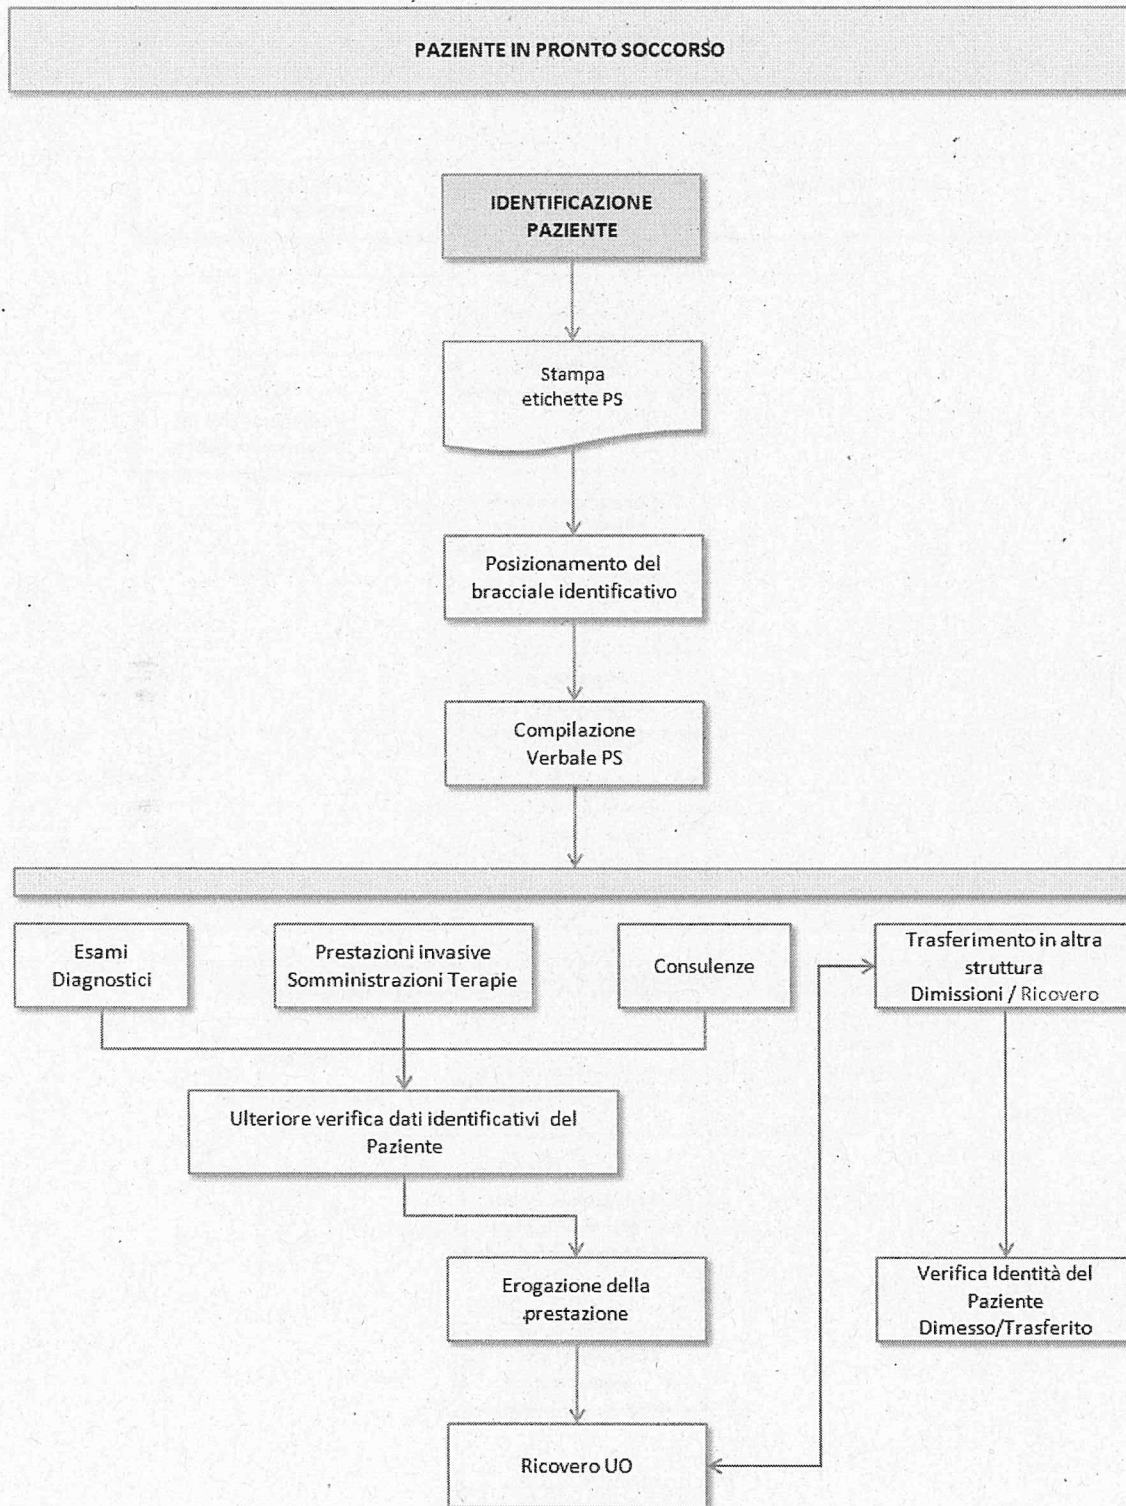 PAZIENTE IN PRONTO SOCCORSO
IDENTIFICAZIONE
PAZIENTE
Stampa
etichette PS
Posizionamento del
bracciale identificativo
Compilazione
Verbale PS
Esami
Diagnostici
Prestazioni invasive
Somministrazioni Terapie
Consulenze
Trasferimento in altra
struttura
Dimissioni / Ricovero
Ulteriore verifica dati identificativi del
Paziente
Erogazione della
prestazione
Verifica Identità del
Paziente
Dimesso/Trasferito
Ricovero UO